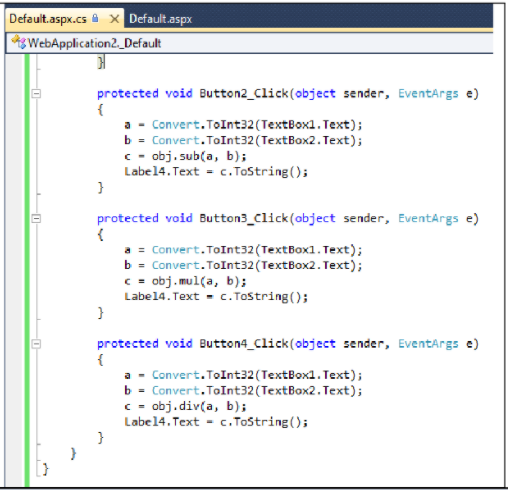 Default.aspx.cs Default.aspx
WebApplication2._Default
}
protected void Button2_Click(object sender, EventArgs e)
{
a = Convert.ToInt32(TextBox1.Text);
b = Convert.ToInt32(TextBox2.Text);
c = obj.sub(a, b);
Label4.Text = c.ToString();
}
protected void Button3_Click(object sender, EventArgs e)
{
a = Convert.ToInt32(TextBox1.Text);
b = Convert.ToInt32(TextBox2.Text);
c = obj.mul(a, b);
Label4.Text = c.ToString();
}
protected void Button4_Click(object sender, EventArgs e)
{
a = Convert.ToInt32(TextBox1.Text);
b = Convert.ToInt32(TextBox2.Text);
c = obj.div(a, b);
Label4.Text = c.ToString();
}
}
}